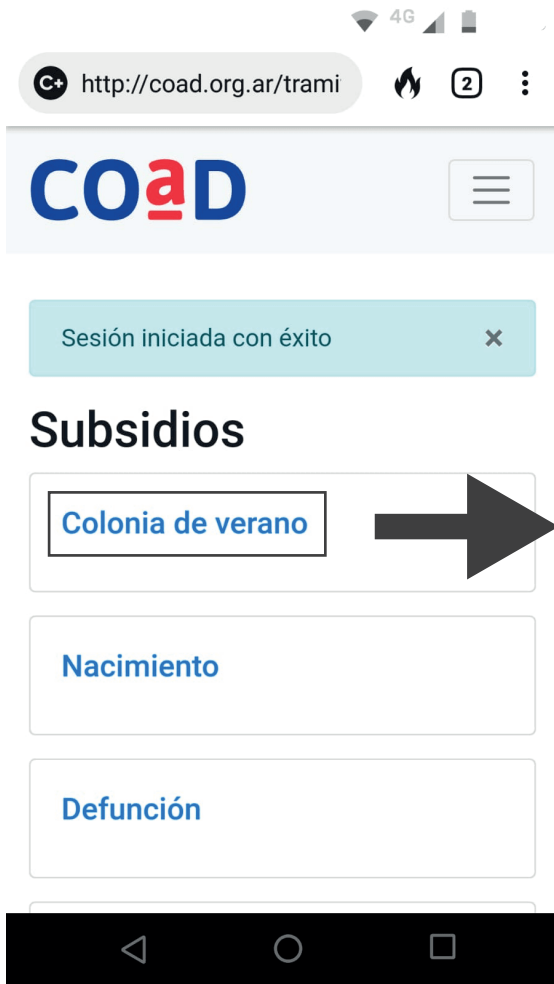 4G
C+ http://coad.org.ar/trami 2
COaD
Sesión iniciada con éxito ×
Subsidios
Colonia de verano
Nacimiento
Defunción